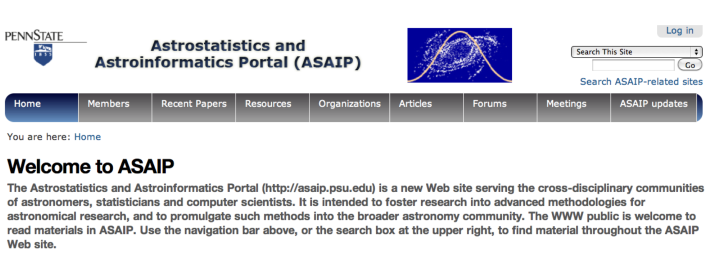 PENNSTATE
1855
Astrostatistics and
Astroinformatics Portal (ASAIP)
Log in
Search This Site
Go
Search ASAIP-related sites
Home Members Recent Papers Resources Organizations Articles Forums Meetings ASAIP updates
You are here: Home
Welcome to ASAIP
The Astrostatistics and Astroinformatics Portal (http://asaip.psu.edu) is a new Web site serving the cross-disciplinary communities
of astronomers, statisticians and computer scientists. It is intended to foster research into advanced methodologies for
astronomical research, and to promulgate such methods into the broader astronomy community. The WWW public is welcome to
read materials in ASAIP. Use the navigation bar above, or the search box at the upper right, to find material throughout the ASAIP
Web site.